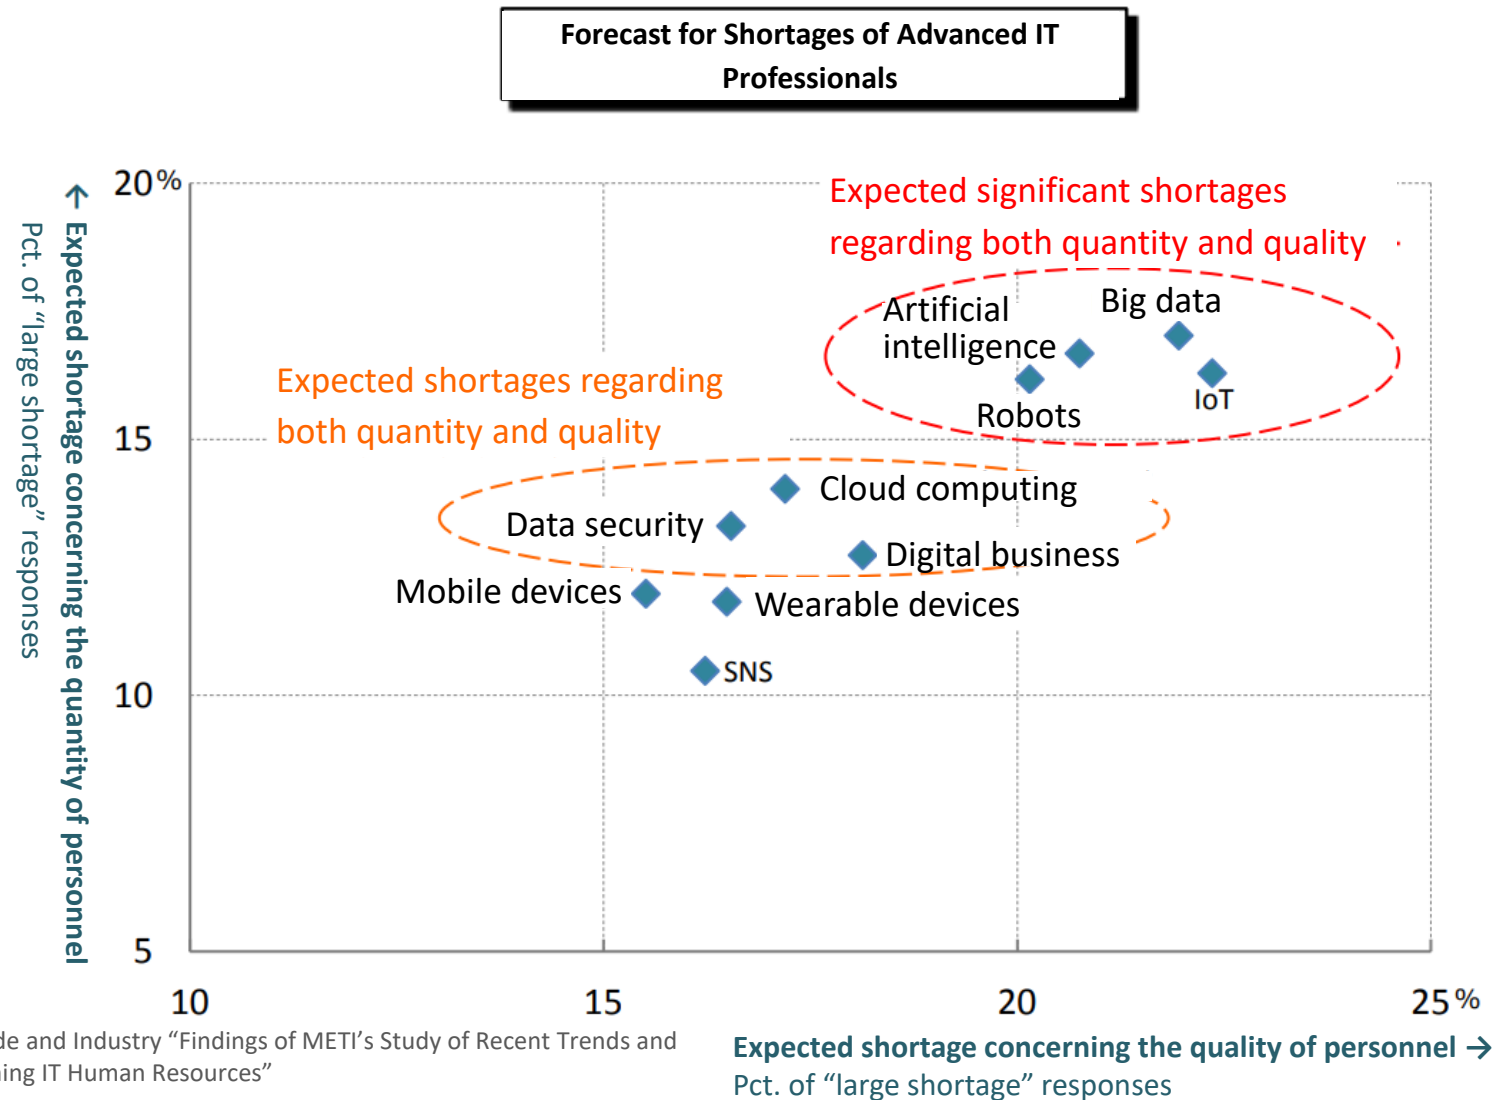 Forecast for Shortages of Advanced IT
Professionals
20%
15
10
5
↑ Expected shortage concerning the quantity of personnel
Pct. of “large shortage” responses
Expected significant shortages
regarding both quantity and quality
Artificial
intelligence
Big data
IoT
Robots
Expected shortages regarding
both quantity and quality
Cloud computing
Data security
Digital business
Mobile devices
Wearable devices
SNS
10
15
20
25%
Expected shortage concerning the quality of personnel →
Pct. of “large shortage” responses
and Industry “Findings of METI’s Study of Recent Trends and
IT Human Resources”